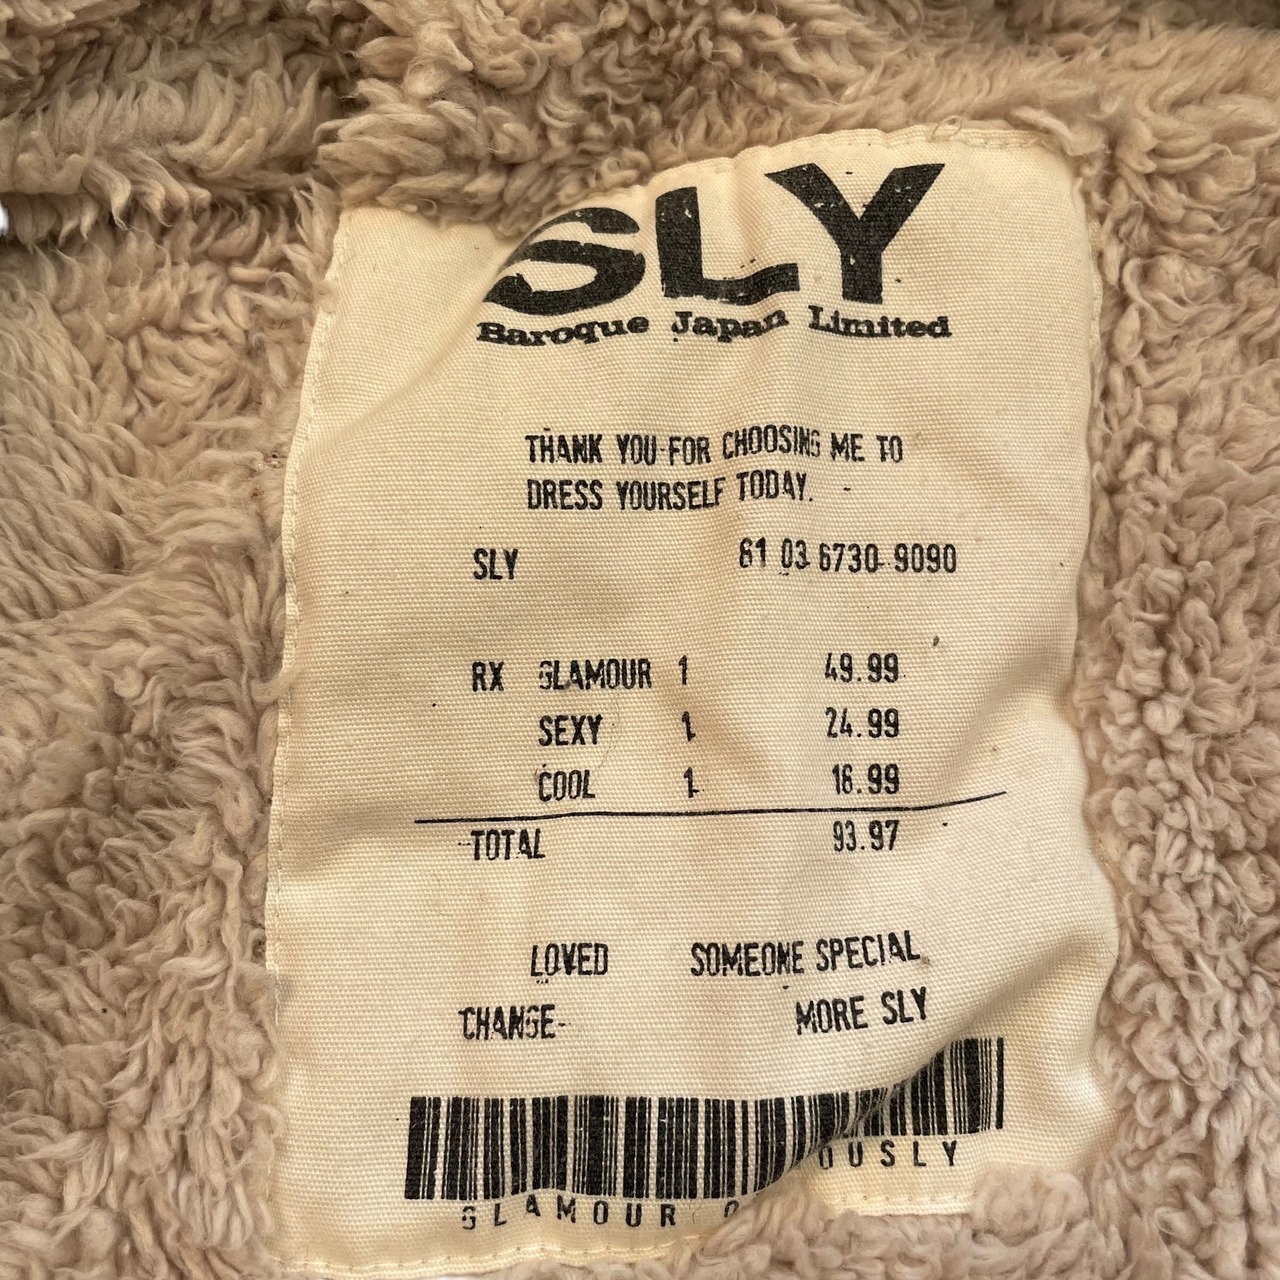 SLY
Baroque Japan Limited
THANK YOU FOR CHOOSING ME TO
DRESS YOURSELF TODAY.
SLY 81 03 6730 9090
RX GLAMOUR 1 49.99
SEXY 1 24.99
COOL 1 18.99
TOTAL 93.97
LOVED SOMEONE SPECIAL
CHANGE MORE SLY
GLAMOUR OUSLY